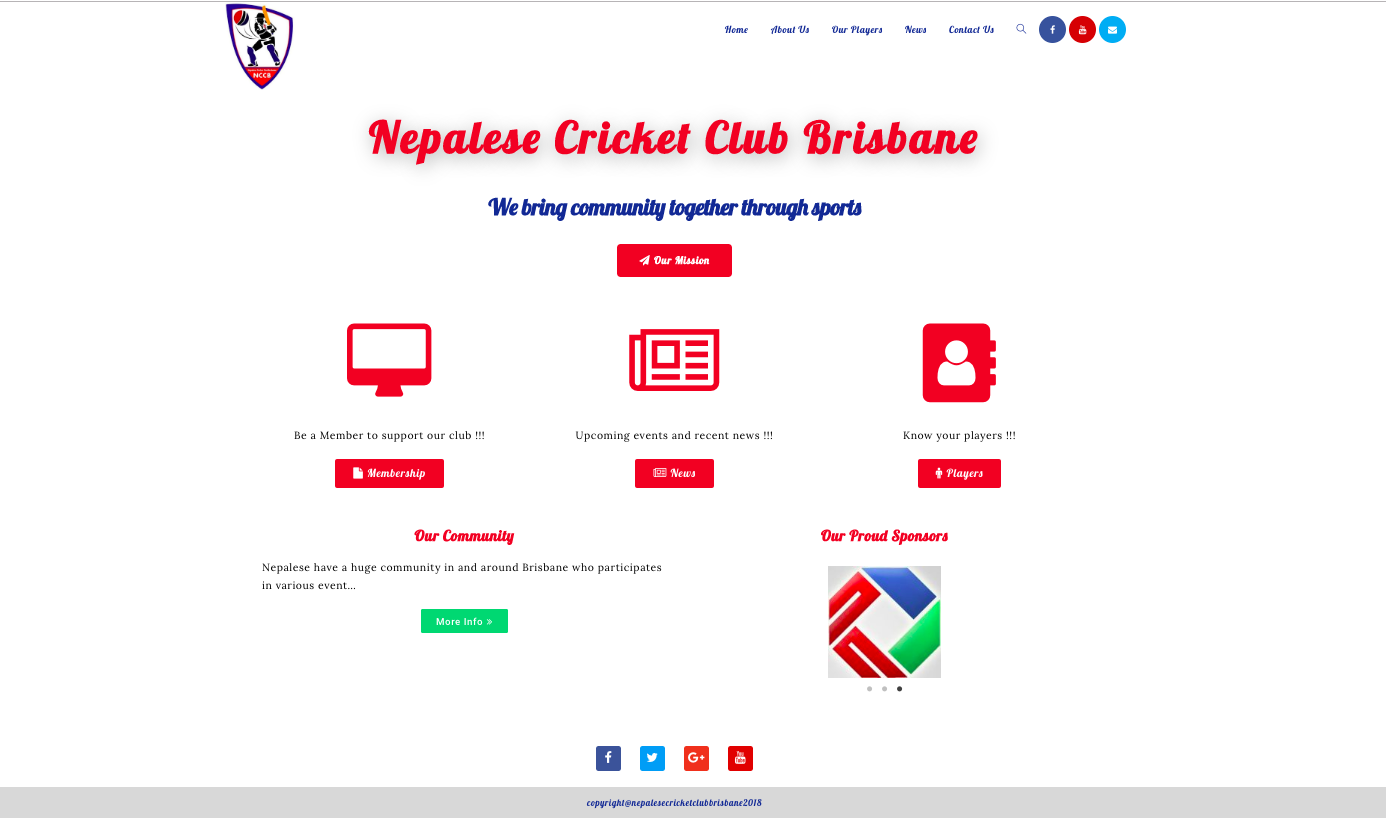 NCCB
Home About Us Our Players News Contact Us
Nepalese Cricket Club Brisbane
We bring community together through sports
Our Mission
Be a Member to support our club !!!
Upcoming events and recent news !!!
Know your players !!!
Membership
News
Players
Our Community
Our Proud Sponsors
Nepalese have a huge community in and around Brisbane who participates
in various event...
More Info »
copyright@nepalesecricketclubbrisbane2018